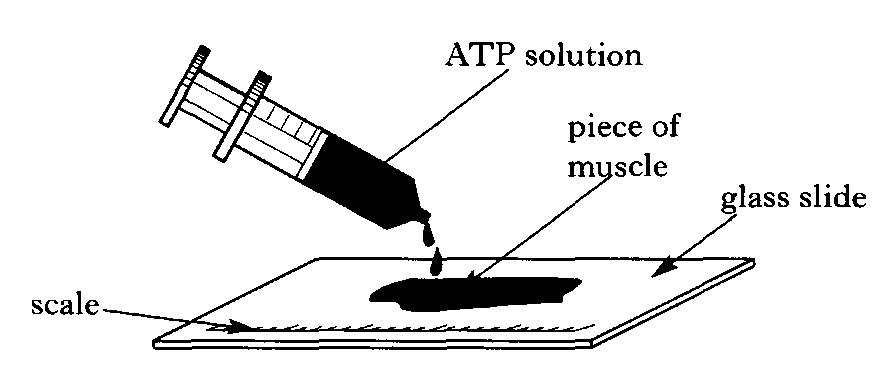 ATP solution
piece of
muscle
glass slide
scale